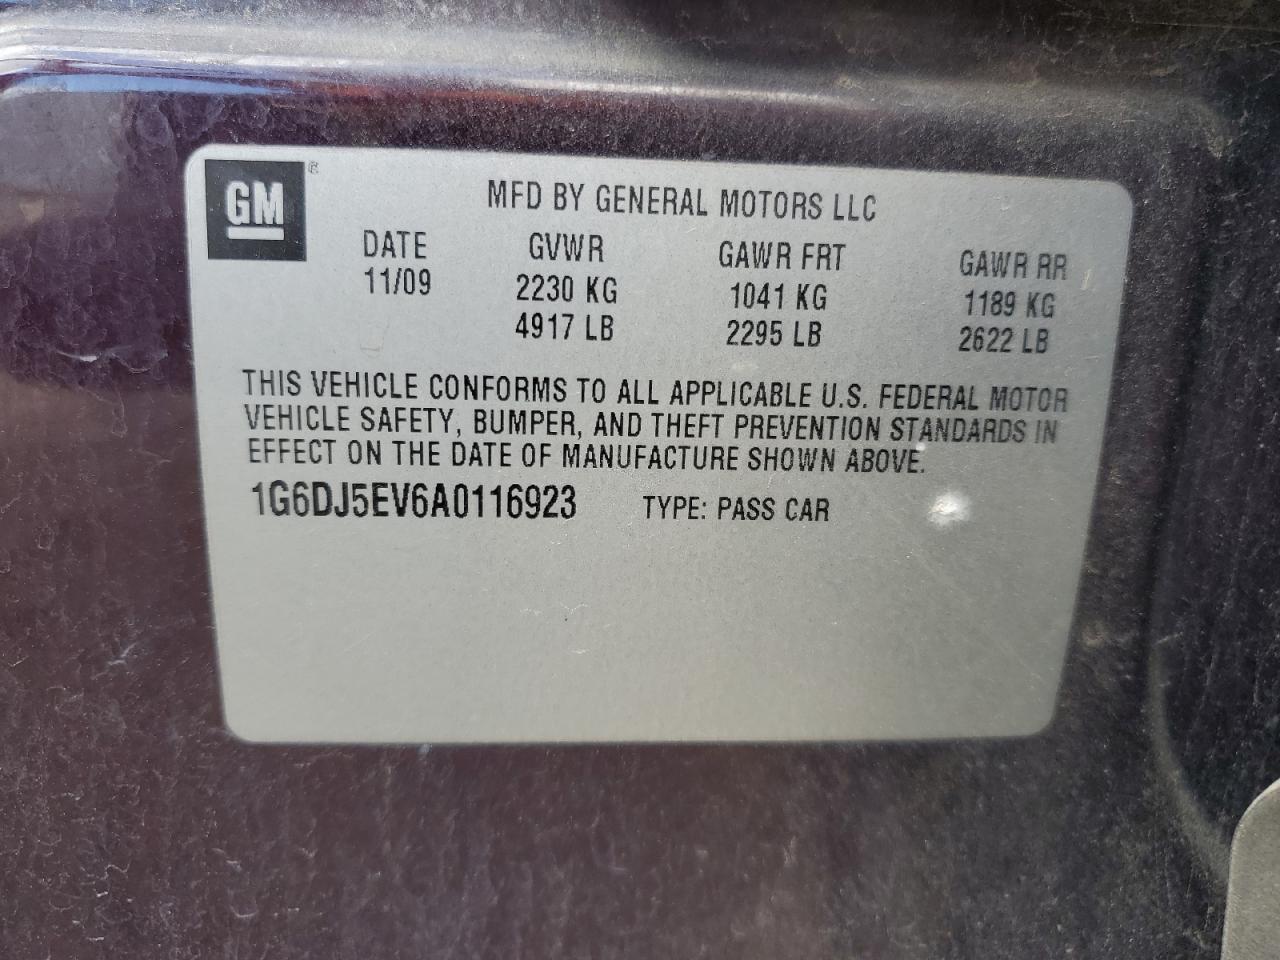 GM ®
MFD BY GENERAL MOTORS LLC
DATE GVWR GAWR FRT GAWR RR
11/09 2230 KG 1041 KG 1189 KG
4917 LB 2295 LB 2622 LB
THIS VEHICLE CONFORMS TO ALL APPLICABLE U.S. FEDERAL MOTOR
VEHICLE SAFETY, BUMPER, AND THEFT PREVENTION STANDARDS IN
EFFECT ON THE DATE OF MANUFACTURE SHOWN ABOVE.
1G6DJ5EV6A0116923 TYPE: PASS CAR